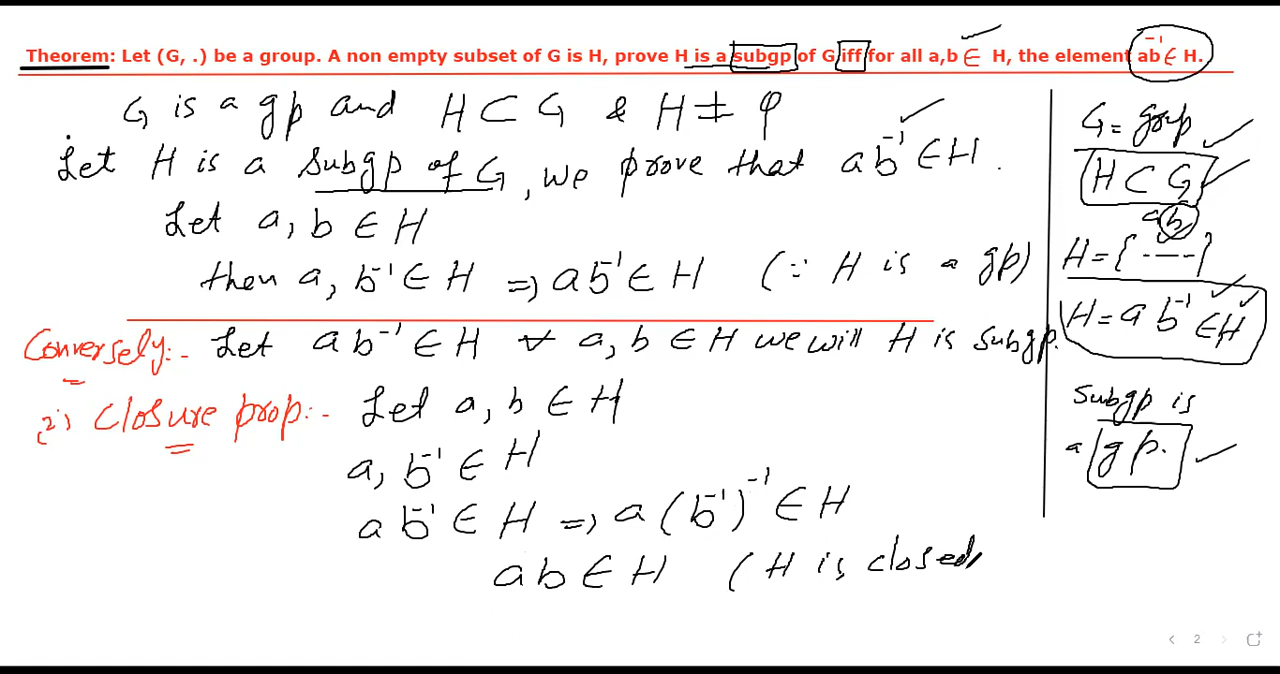 Theorem: Let (G, .) be a group. A non empty subset of G is H, prove H is a subgp of G iff for all a,b ∈ H, the element ab⁻¹ ∈ H.
G is a gp and H ⊂ G & H ≠ φ
Let H is a subgp of G, we prove that ab⁻¹ ∈ H.
Let a, b ∈ H
then a, b⁻¹ ∈ H => ab⁻¹ ∈ H (∵ H is a gp)
Conversely:- Let ab⁻¹ ∈ H ∀ a, b ∈ H we will H is subgp.
Closure prop:- Let a, b ∈ H
a, b⁻¹ ∈ H
ab⁻¹ ∈ H => a(b⁻¹)⁻¹ ∈ H
ab ∈ H (H is closed
G = group
H ⊂ G
ab
H = { ---- }
H = ab⁻¹ ∈ H
Subgp is
a gp.
2